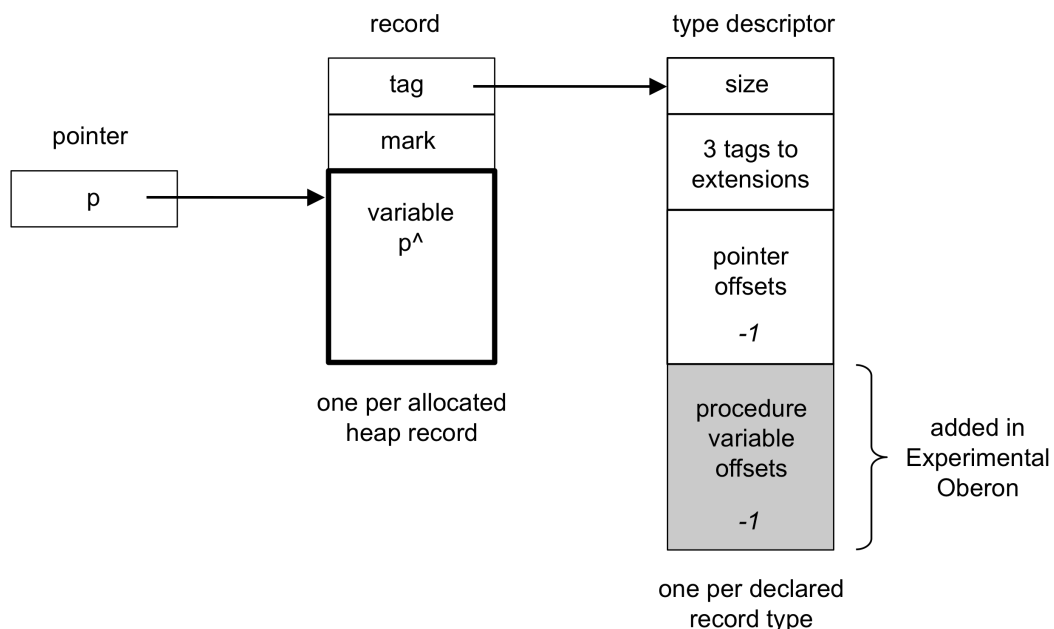 record
type descriptor
tag
size
pointer
mark
3 tags to
extensions
p
variable
p^
pointer
offsets
-1
one per allocated
heap record
procedure
variable
offsets
-1
added in
Experimental
Oberon
one per declared
record type